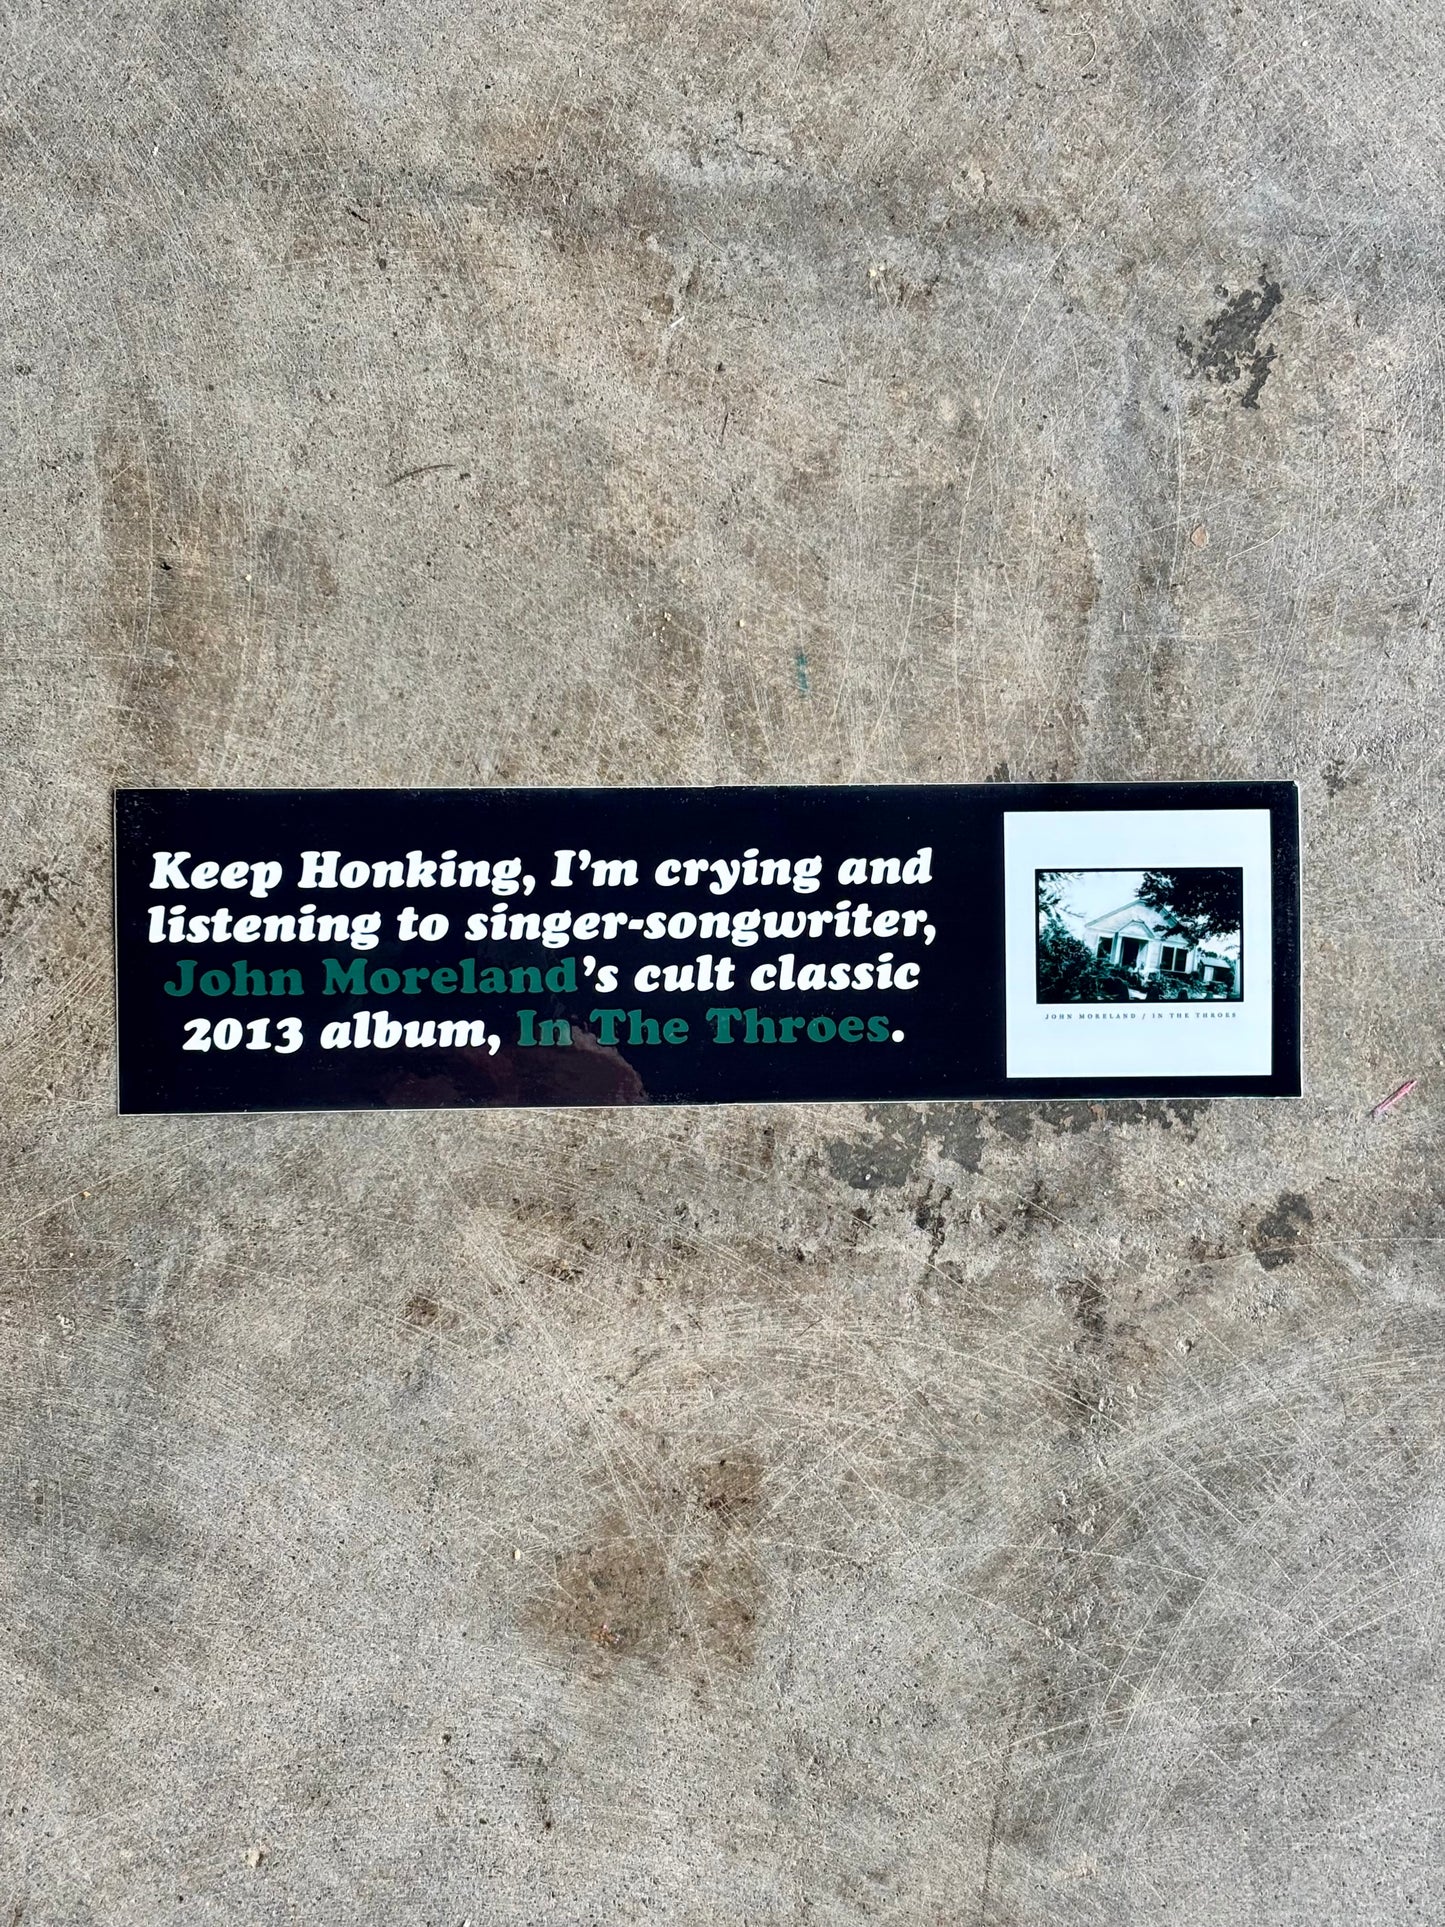 Keep Honking, I'm crying and
listening to singer-songwriter,
John Moreland's cult classic
2013 album, In The Throes.
JOHN MORELAND / IN THE THROES